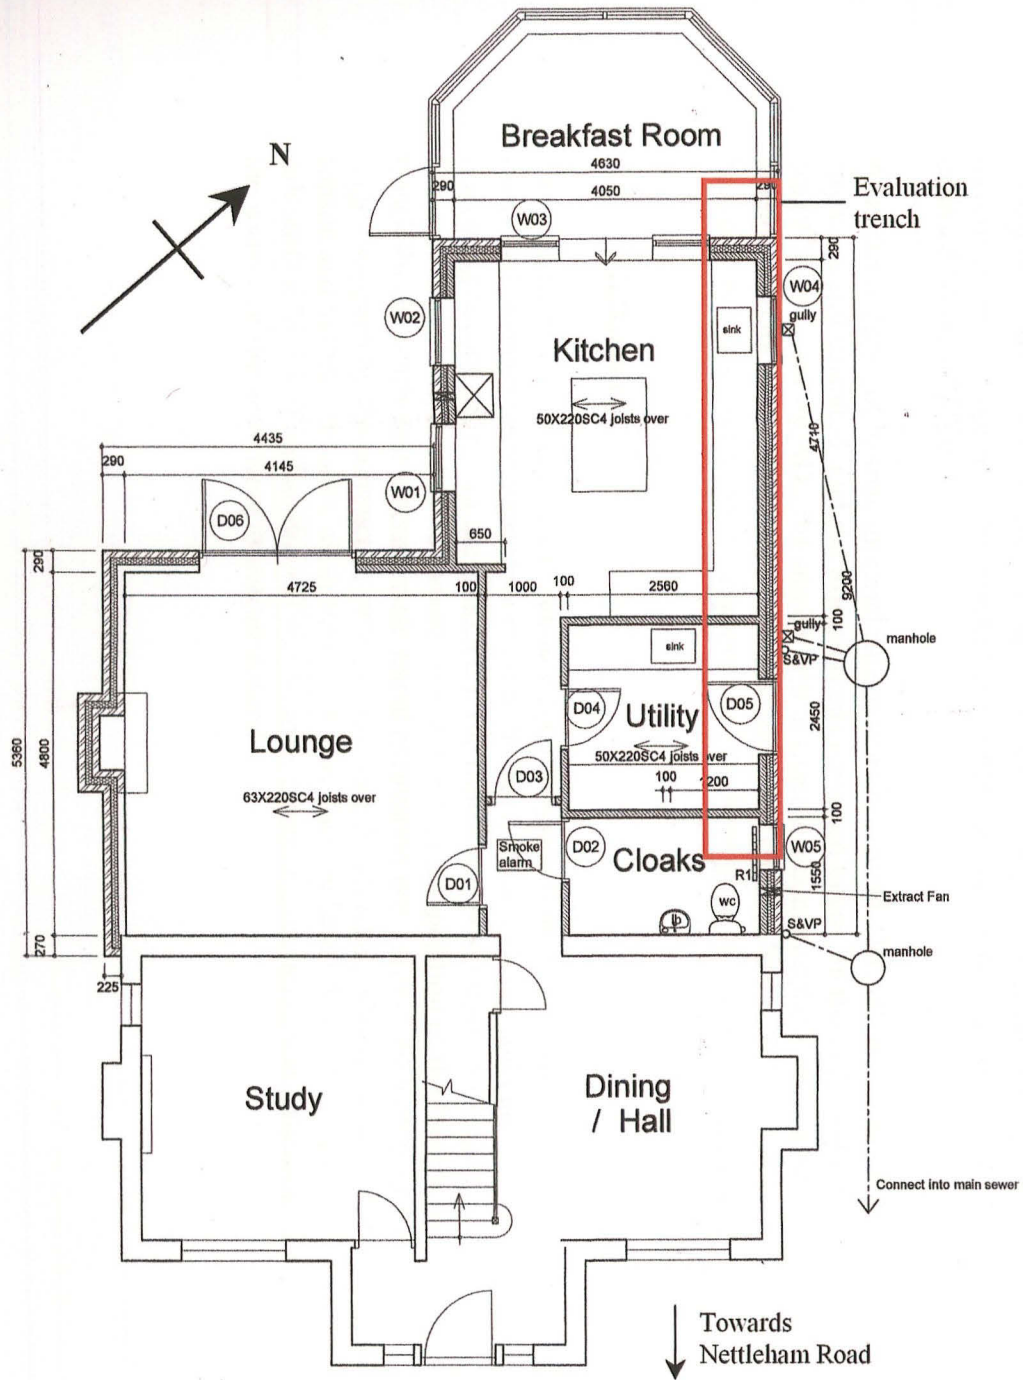 N
Breakfast Room
4630
290
4050
290
Evaluation
trench
W03
290
W04
gully
W02
sink
Kitchen
50X220SC4 joists over
4710
4435
290
4145
W01
D06
650
290
4725
100
1000
100
2560
9200
100
gully
sink
manhole
S&VP
D04
D05
Utility
2450
Lounge
50X220SC4 joists over
5360
4800
D03
100
1200
63X220SC4 joists over
100
Smoke
alarm
D02
Cloaks
W05
R1
1550
D01
Extract Fan
wc
lb
S&VP
270
manhole
225
Study
Dining
/ Hall
Connect into main sewer
Towards
Nettleham Road